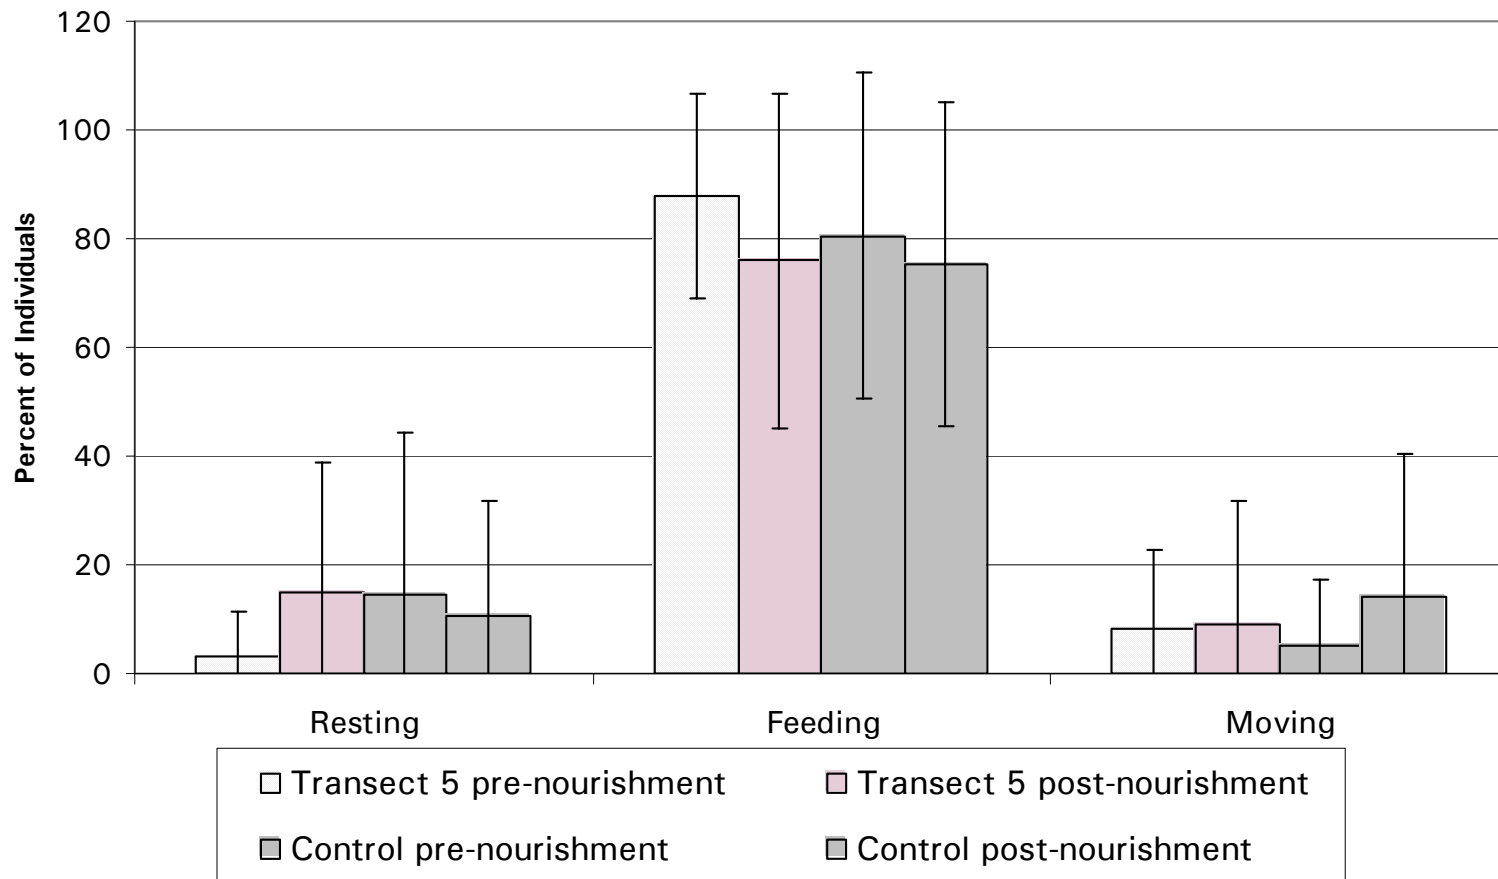 120
100
80
60
40
20
0
Percent of Individuals
Resting Feeding Moving
Transect 5 pre-nourishment Transect 5 post-nourishment
Control pre-nourishment Control post-nourishment